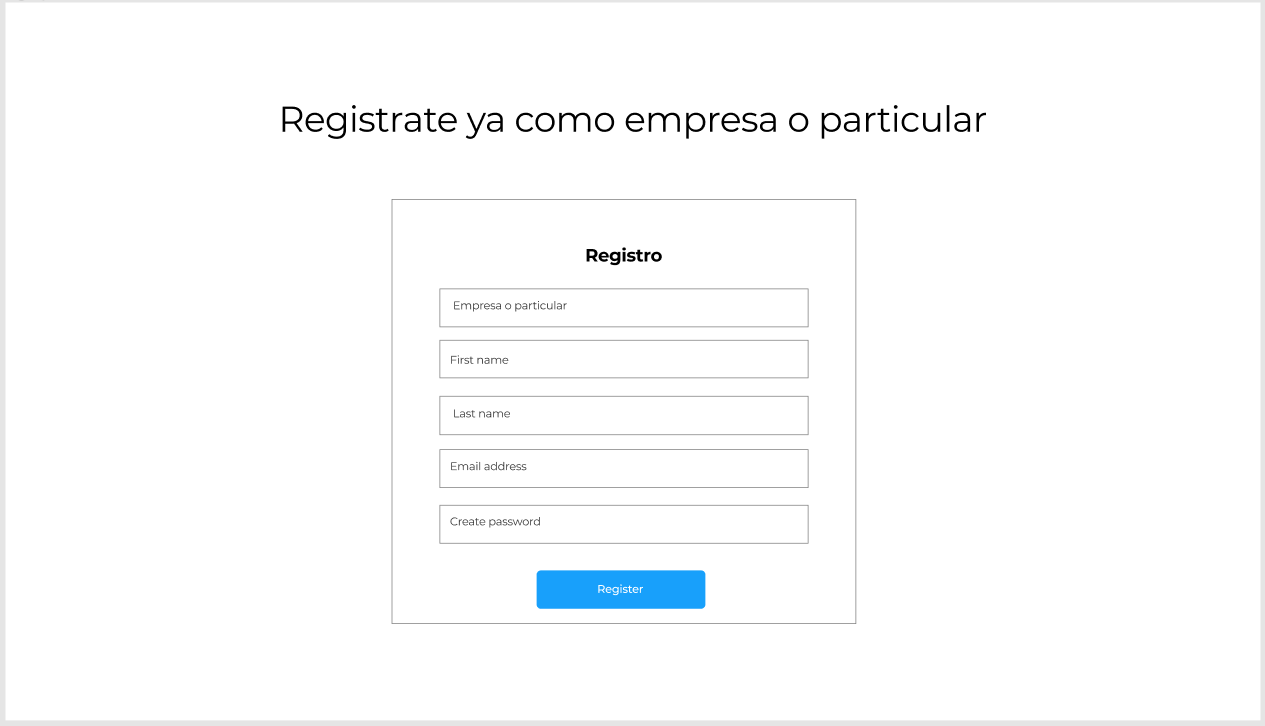 Registrate ya como empresa o particular
Registro
Empresa o particular
First name
Last name
Email address
Create password
Register